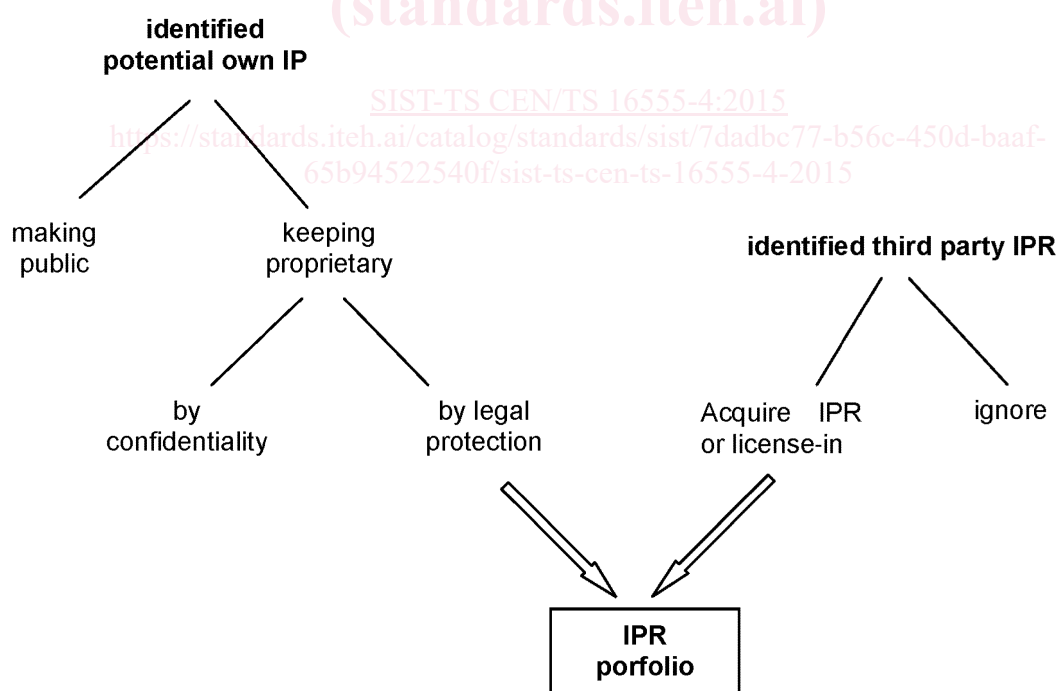 (standards.iteh.ai)
identified
potential own IP
SIST-TS CEN/TS 16555-4:2015
https://standards.iteh.ai/catalog/standards/sist/7dadbc77-b56c-450d-baaf-
65b94522540f/sist-ts-cen-ts-16555-4-2015
making
public
keeping
proprietary
identified third party IPR
by
confidentiality
by legal
protection
Acquire IPR
or license-in
ignore
IPR
porfolio